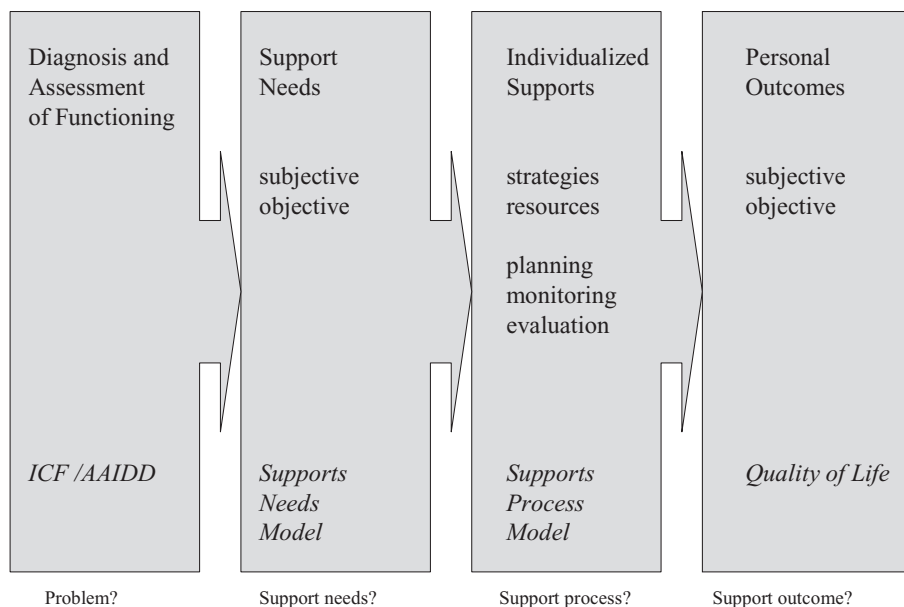 Diagnosis and
Assessment
of Functioning
ICF /AAIDD
Problem?
Support
Needs
subjective
objective
Supports
Needs
Model
Support needs?
Individualized
Supports
strategies
resources
planning
monitoring
evaluation
Supports
Process
Model
Support process?
Personal
Outcomes
subjective
objective
Quality of Life
Support outcome?